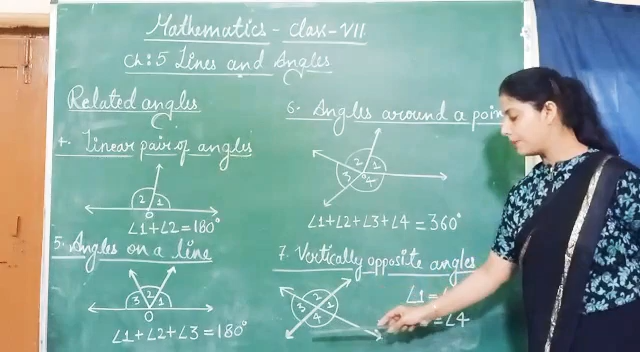 Mathematics - Class-VII
Ch:5 Lines and Angles
Related angles
4. Linear pair of angles
2 1
O
∠1+∠2=180°
5. Angles on a line
3 2 1
O
∠1+∠2+∠3=180°
6. Angles around a point
2 1
3 O
4
∠1+∠2+∠3+∠4=360°
7. Vertically opposite angles
2
3 1
4
∠1=
=∠4